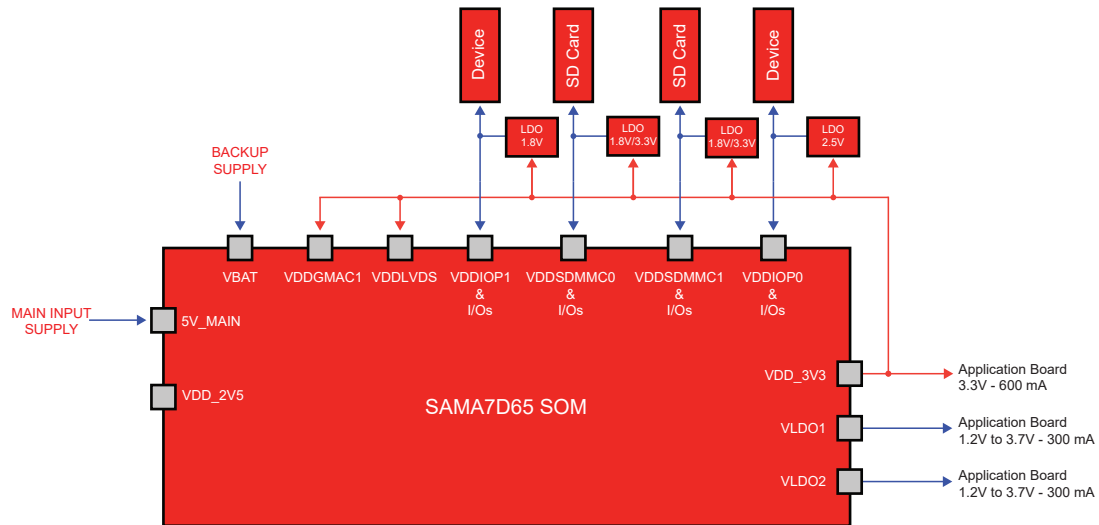 Device
SD Card
SD Card
Device
LDO
1.8V
LDO
1.8V/3.3V
LDO
1.8V/3.3V
LDO
2.5V
BACKUP
SUPPLY
VBAT
VDDGMAC1
VDDLVDS
VDDIOP1
&
I/Os
VDDSDMMC0
&
I/Os
VDDSDMMC1
&
I/Os
VDDIOP0
&
I/Os
MAIN INPUT
SUPPLY
5V_MAIN
VDD_2V5
SAMA7D65 SOM
VDD_3V3
Application Board
3.3V - 600 mA
VLDO1
Application Board
1.2V to 3.7V - 300 mA
VLDO2
Application Board
1.2V to 3.7V - 300 mA